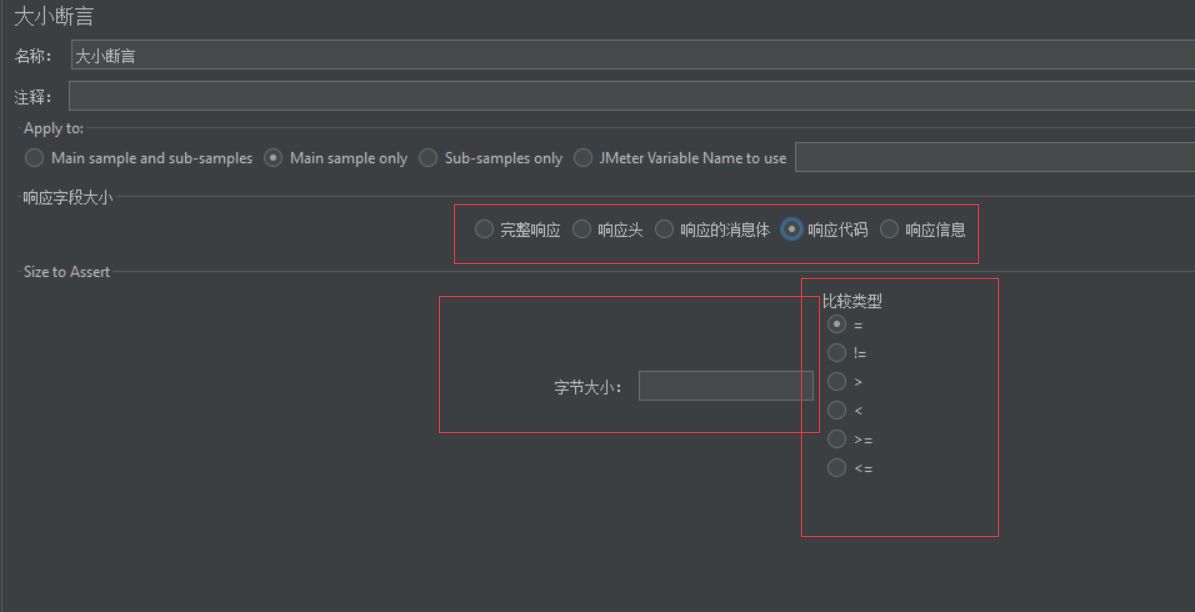 大小断言
名称： 大小断言
注释：
Apply to:
Main sample and sub-samples Main sample only Sub-samples only JMeter Variable Name to use
响应字段大小
完整响应 响应头 响应的消息体 响应代码 响应信息
Size to Assert
比较类型
=
!=
>
字节大小：
<
>=
<=